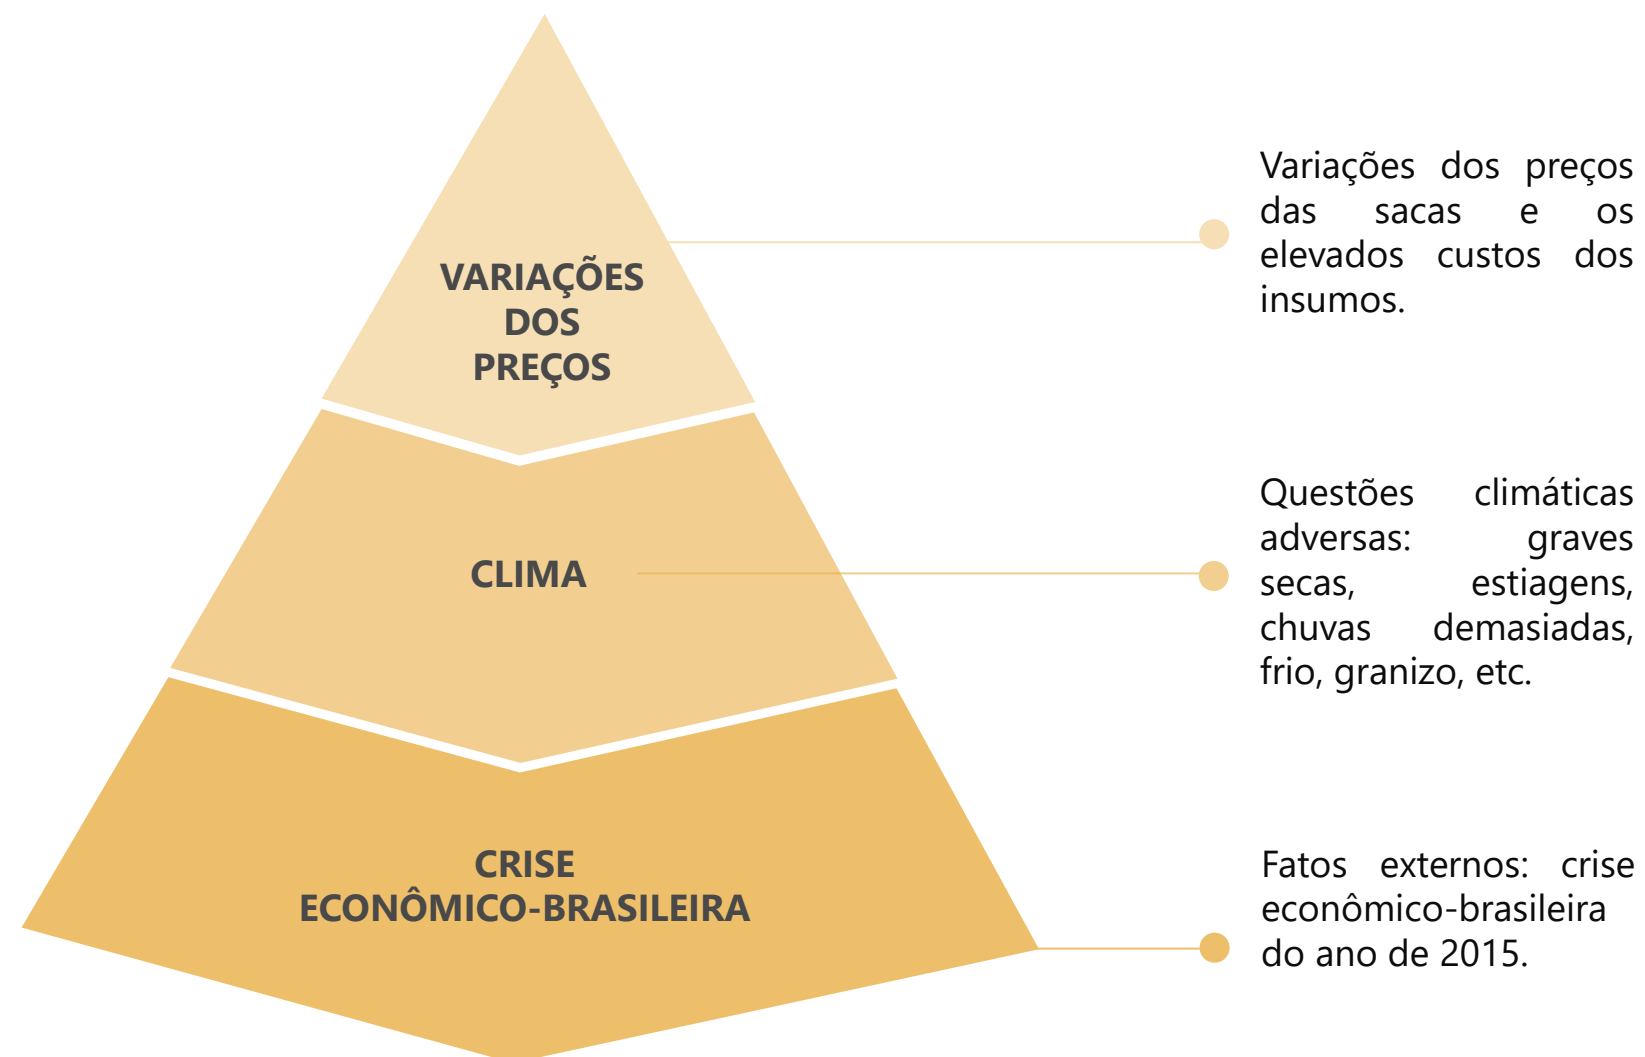 VARIAÇÕES
DOS
PREÇOS
Variações dos preços
das sacas e os
elevados custos dos
insumos.
CLIMA
Questões climáticas
adversas: graves
secas, estiagens,
chuvas demasiadas,
frio, granizo, etc.
CRISE
ECONÔMICO-BRASILEIRA
Fatos externos: crise
econômico-brasileira
do ano de 2015.